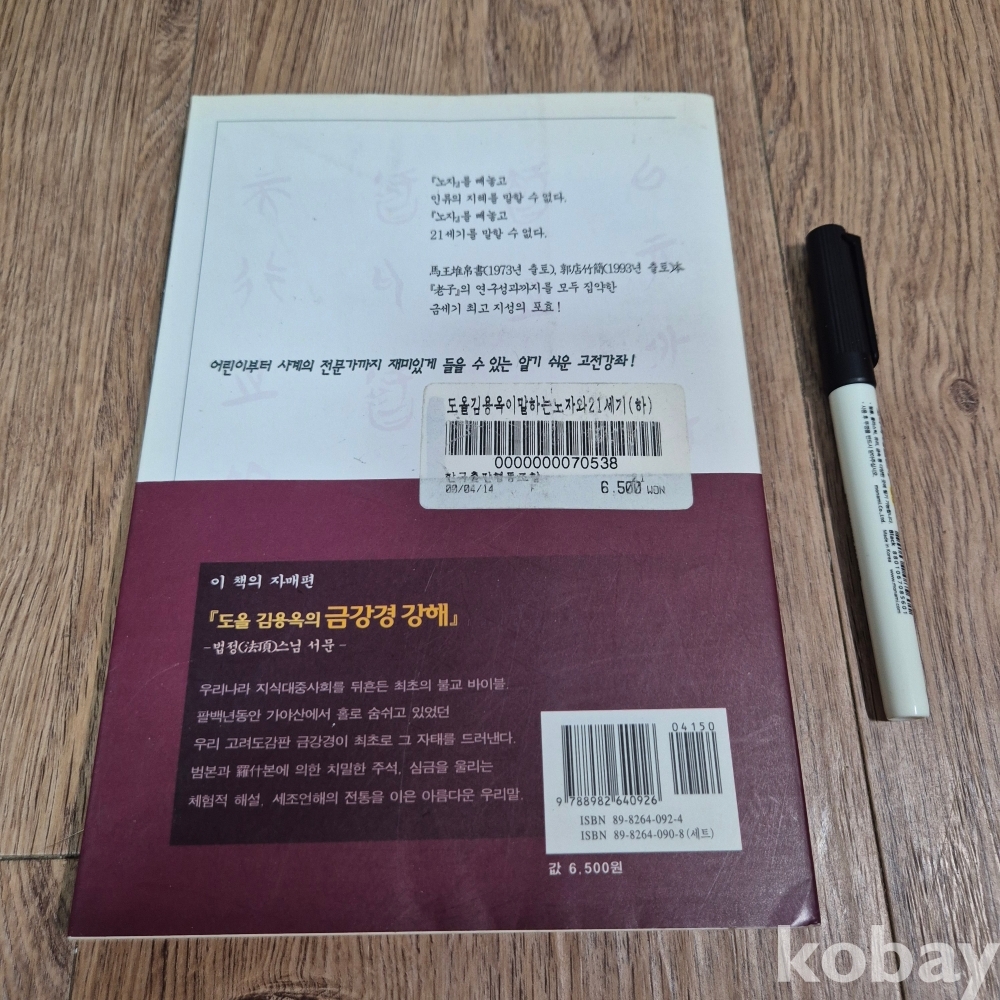 『노자』를 빼놓고
인류의 지혜를 말할 수 없다.
『노자』를 빼놓고
21세기를 말할 수 없다.
馬王堆帛書(1973년 출토), 郭店竹簡(1993년 출토)本
『老子』의 연구성과까지를 모두 집약한
금세기 최고 지성의 포효!
어린이부터 사계의 전문가까지 재미있게 들을 수 있는 알기 쉬운 고전강좌!
도올김용옥이말하는노자와21세기(하)
0000000070538
한국출판협동조합
00/04/14
6,500 WON
이 책의 자매편
『도올 김용옥의 금강경 강해』
- 법정(法頂)스님 서문 -
우리나라 지식대중사회를 뒤흔든 최초의 불교 바이블.
팔백년동안 가야산에서 홀로 숨쉬고 있었던
우리 고려도감판 금강경이 최초로 그 자태를 드러낸다.
범본과 羅什본에 의한 치밀한 주석, 심금을 울리는
체험적 해설, 세조언해의 전통을 이은 아름다운 우리말.
04150
9 788982 640926
ISBN 89-8264-092-4
ISBN 89-8264-090-8 (세트)
값 6,500원
Made in Korea
kobay